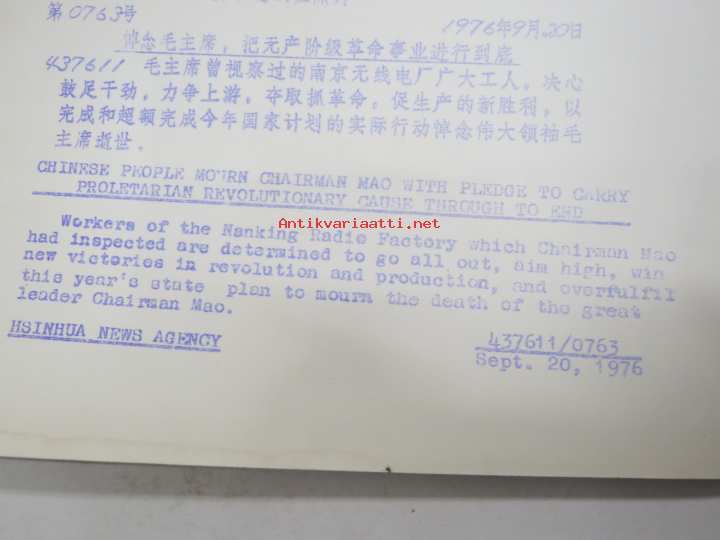 第0763号
1976年9月20日
悼念毛主席，把无产阶级革命事业进行到底
437611 毛主席曾视察过的南京无线电厂广大工人，决心
鼓足干劲，力争上游，夺取抓革命，促生产的新胜利，以
完成和超额完成今年国家计划的实际行动悼念伟大领袖毛
主席逝世。
CHINESE PEOPLE MOURN CHAIRMAN MAO WITH PLEDGE TO CARRY
PROLETARIAN REVOLUTIONARY CAUSE THROUGH TO END
Antikvariaatti.net
Workers of the Nanking Radio Factory which Chairman Mao
had inspected are determined to go all out, aim high, win
new victories in revolution and production, and overfulfil
this year's state plan to mourn the death of the great
leader Chairman Mao.
HSINHUA NEWS AGENCY
437611/0763
Sept. 20, 1976